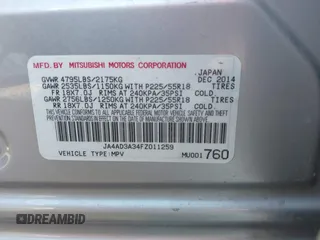 MFD. BY MITSUBISHI MOTORS CORPORATION
JAPAN
GVWR 4795LBS/2175KG DEC 2014
GAWR 2535LBS/1150KG WITH P225/55R18 TIRES
FR 18X7.0J RIMS AT 240KPA/35PSI COLD.
GAWR 2756LBS/1250KG WITH P225/55R18 TIRES
RR 18X7.0J RIMS AT 240KPA/35PSI COLD.
JA4AD3A34FZ011259
VEHICLE TYPE:MPV MU001 760
DREAMBID